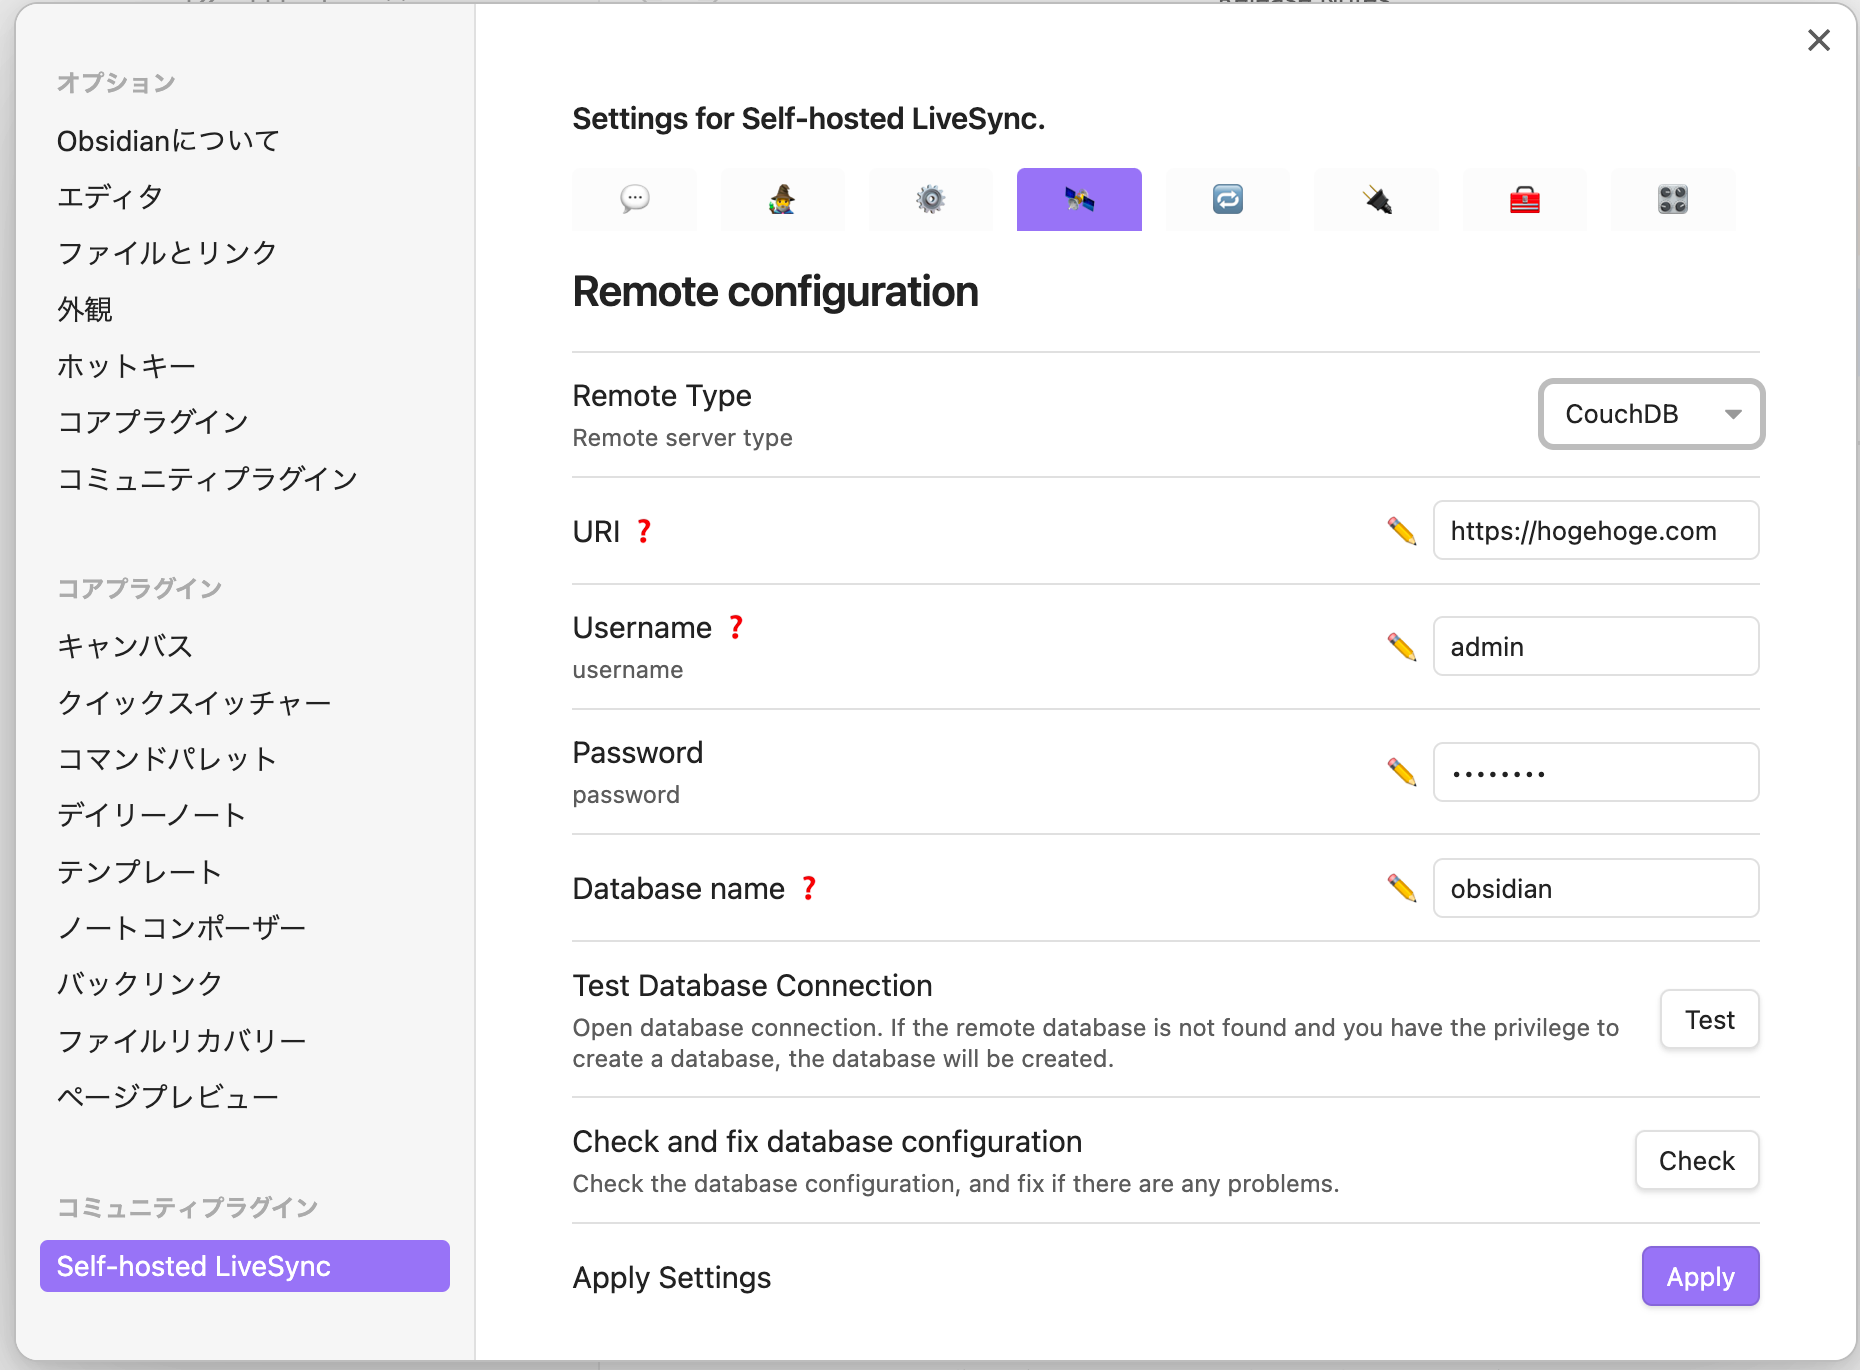 オプション
Obsidianについて
エディタ
ファイルとリンク
外観
ホットキー
コアプラグイン
コミュニティプラグイン
コアプラグイン
キャンバス
クイックスイッチャー
コマンドパレット
デイリーノート
テンプレート
ノートコンポーザー
バックリンク
ファイルリカバリー
ページプレビュー
コミュニティプラグイン
Self-hosted LiveSync
Settings for Self-hosted LiveSync.
Remote configuration
Remote Type
Remote server type
CouchDB
URI ❓
https://hogehoge.com
Username ❓
username
admin
Password
password
••••••••
Database name ❓
obsidian
Test Database Connection
Open database connection. If the remote database is not found and you have the privilege to
create a database, the database will be created.
Test
Check and fix database configuration
Check the database configuration, and fix if there are any problems.
Check
Apply Settings
Apply